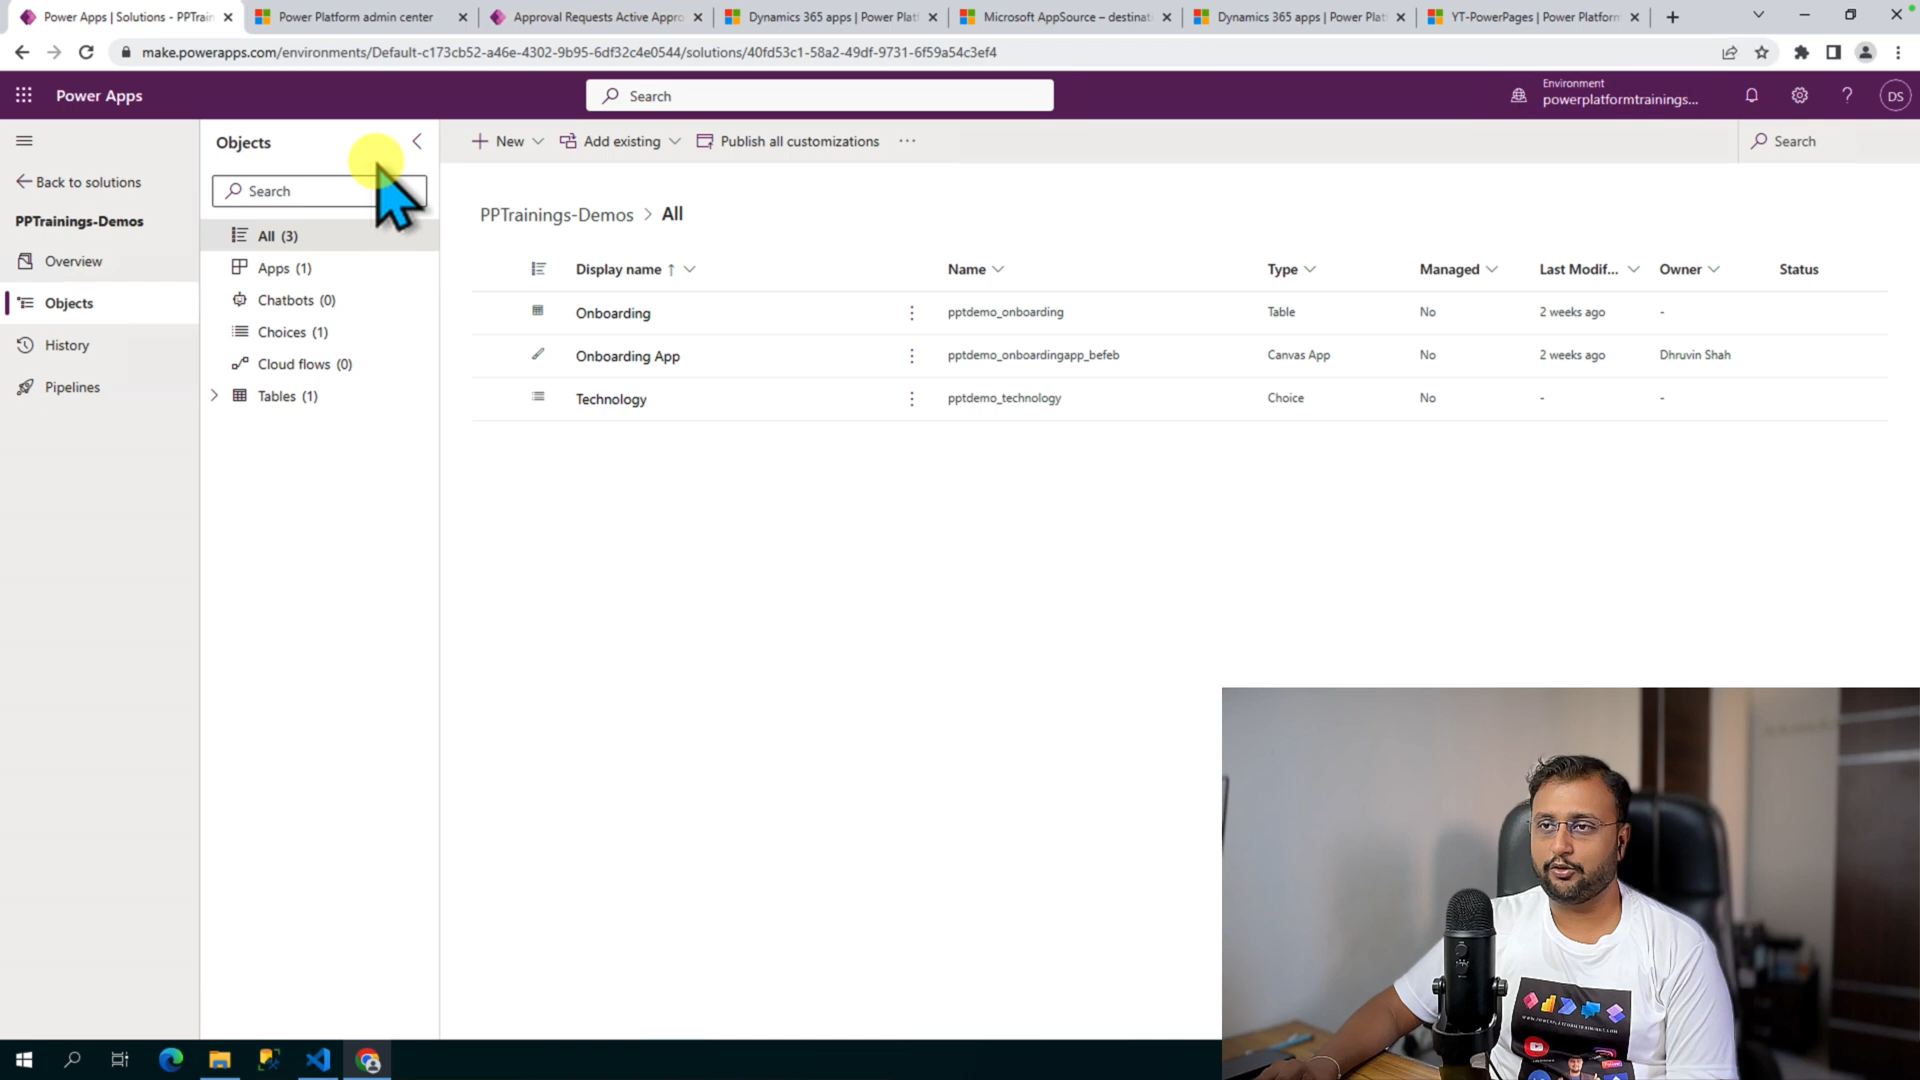 Power Apps | Solutions - PPTrain
Power Platform admin center
Approval Requests Active Appro
Dynamics 365 apps | Power Plat
Microsoft AppSource – destinati
Dynamics 365 apps | Power Plat
YT-PowerPages | Power Platform
make.powerapps.com/environments/Default-c173cb52-a46e-4302-9b95-6df32c4e0544/solutions/40fd53c1-58a2-49df-9731-6f59a54c3ef4
Power Apps
Search
Environment
powerplatformtrainings...
DS
Back to solutions
PPTrainings-Demos
Overview
Objects
History
Pipelines
Objects
Search
All (3)
Apps (1)
Chatbots (0)
Choices (1)
Cloud flows (0)
Tables (1)
New
Add existing
Publish all customizations
Search
PPTrainings-Demos > All
Display name ↑ Name Type Managed Last Modif... Owner Status
Onboarding pptdemo_onboarding Table No 2 weeks ago -
Onboarding App pptdemo_onboardingapp_befeb Canvas App No 2 weeks ago Dhruvin Shah
Technology pptdemo_technology Choice No - -